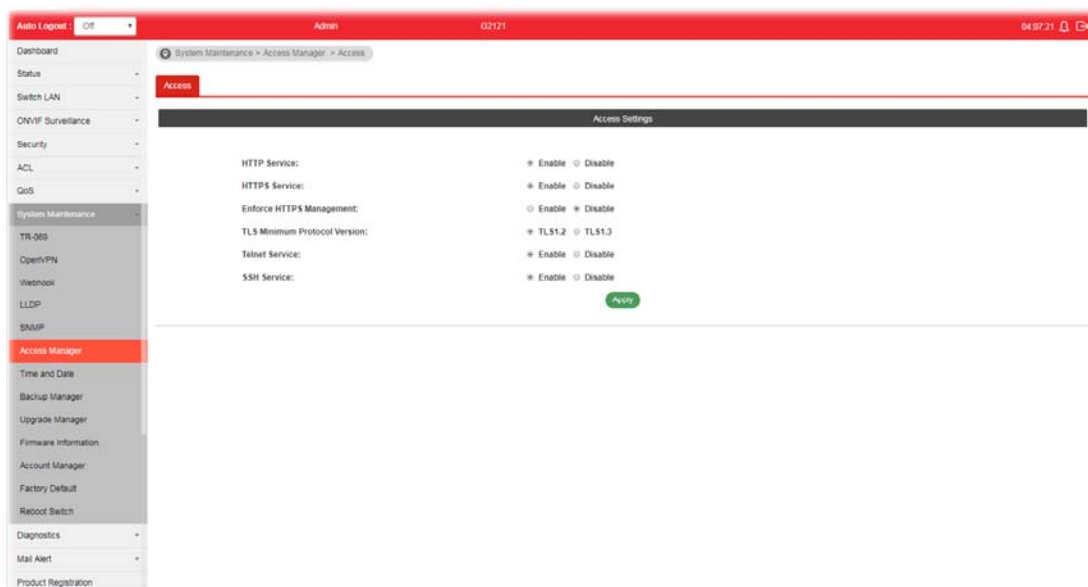 Auto Logout : Off Admin G2121 04:07:21
Dashboard
Status
Switch LAN
ONVIF Surveillance
Security
ACL
QoS
System Maintenance
TR-069
OpenVPN
Webhook
LLDP
SNMP
Access Manager
Time and Date
Backup Manager
Upgrade Manager
Firmware Information
Account Manager
Factory Default
Reboot Switch
Diagnostics
Mail Alert
Product Registration
System Maintenance > Access Manager > Access
Access
Access Settings
HTTP Service: Enable Disable
HTTPS Service: Enable Disable
Enforce HTTPS Management: Enable Disable
TLS Minimum Protocol Version: TLS1.2 TLS1.3
Telnet Service: Enable Disable
SSH Service: Enable Disable
Apply